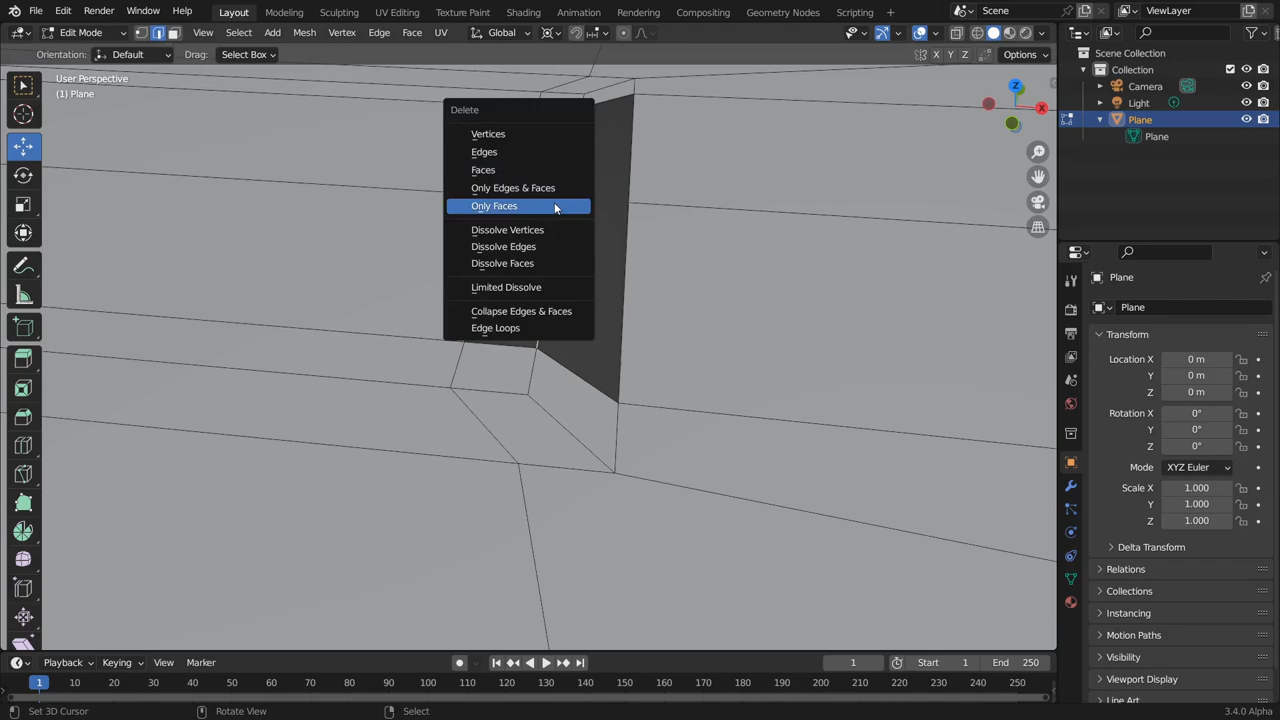 File Edit Render Window Help Layout Modeling Sculpting UV Editing Texture Paint Shading Animation Rendering Compositing Geometry Nodes Scripting Scene ViewLayer
Edit Mode View Select Add Mesh Vertex Edge Face UV Global
Orientation: Default Drag: Select Box X Y Z Options
User Perspective
(1) Plane
Z
X
Delete
Vertices
Edges
Faces
Only Edges & Faces
Only Faces
Dissolve Vertices
Dissolve Edges
Dissolve Faces
Limited Dissolve
Collapse Edges & Faces
Edge Loops
Scene Collection
Collection
Camera
Light
Plane
Plane
Plane
Plane
Transform
Location X 0 m
Y 0 m
Z 0 m
Rotation X 0°
Y 0°
Z 0°
Mode XYZ Euler
Scale X 1.000
Y 1.000
Z 1.000
Delta Transform
Relations
Collections
Instancing
Motion Paths
Visibility
Viewport Display
Line Art
Playback Keying View Marker 1 Start 1 End 250
1 10 20 30 40 50 60 70 80 90 100 110 120 130 140 150 160 170 180 190 200 210 220 230 240 250
Set 3D Cursor Rotate View Select 3.4.0 Alpha